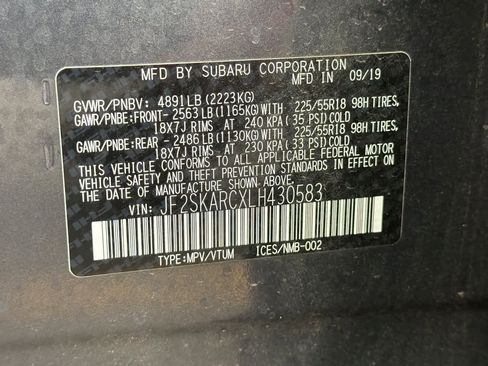 MFD BY SUBARU CORPORATION
MADE IN JAPAN 09/19
GVWR/PNBV: 4891LB (2223KG)
GAWR/PNBE:FRONT- 2563LB (1165KG) WITH 225/55R18 98H TIRES,
18X7J RIMS AT 240 KPA ( 35 PSI) COLD
GAWR/PNBE:REAR - 2486LB (1130KG) WITH 225/55R18 98H TIRES,
18X7J RIMS AT 230 KPA ( 33 PSI) COLD
THIS VEHICLE CONFORMS TO ALL APPLICABLE FEDERAL MOTOR
VEHICLE SAFETY AND THEFT PREVENTION STANDARDS IN EFFECT ON
THE DATE OF MANUFACTURE SHOWN ABOVE.
VIN: JF2SKARCXLH430583
TYPE:MPV/VTUM ICES/NMB-002